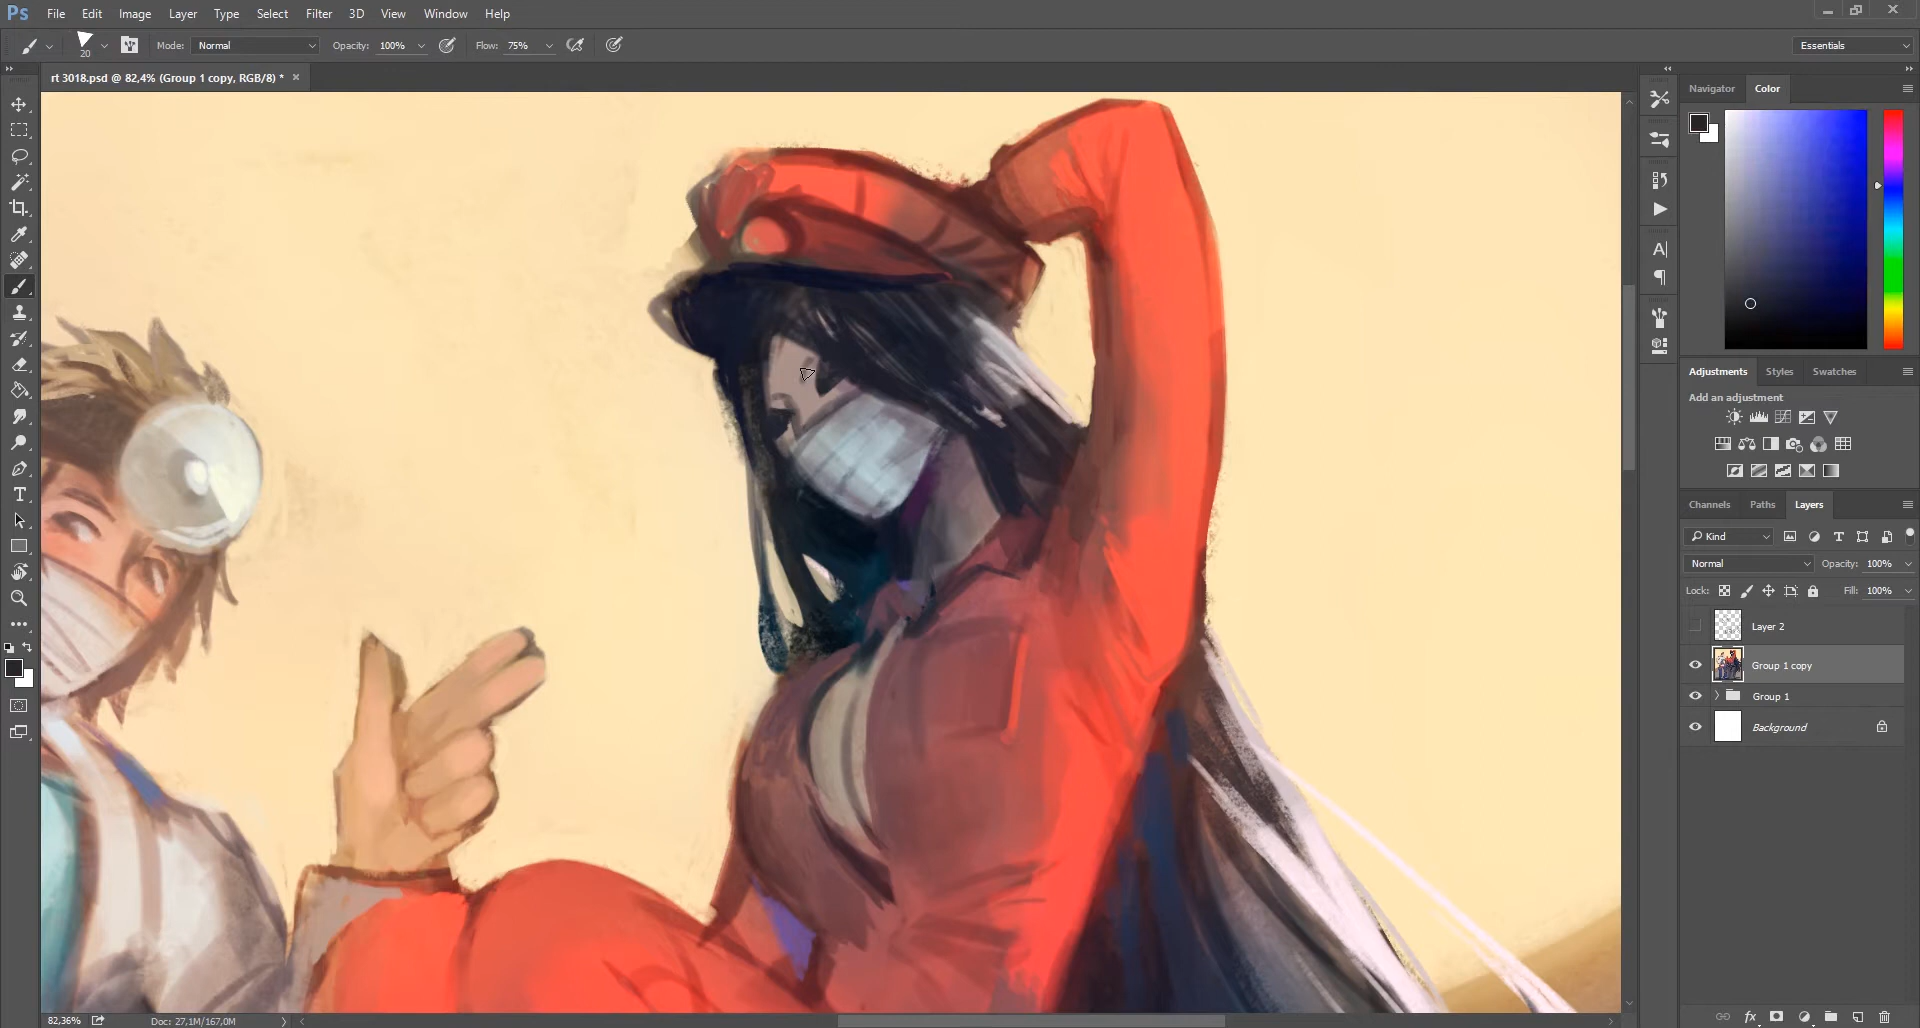 Ps File Edit Image Layer Type Select Filter 3D View Window Help
20 Mode: Normal Opacity: 100% Flow: 75% Essentials
rt 3018.psd @ 82,4% (Group 1 copy, RGB/8) * ×
Navigator Color
Adjustments Styles Swatches
Add an adjustment
Channels Paths Layers
Kind T
Normal Opacity: 100%
Lock: Fill: 100%
Layer 2
Group 1 copy
Group 1
Background
T
A
fx
82,36% Doc: 27,1M/167,0M